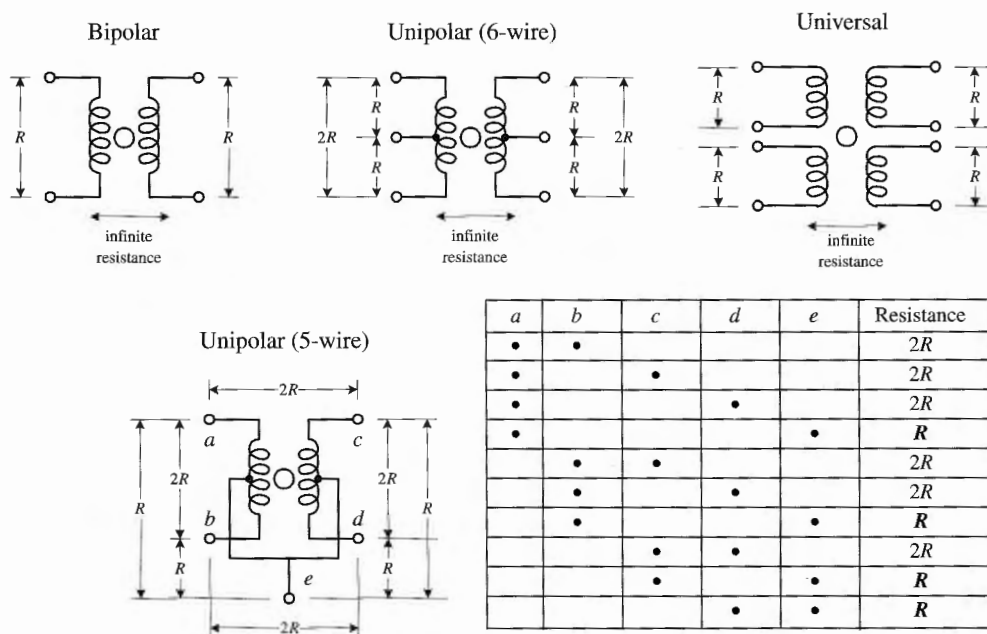 Bipolar
Unipolar (6-wire)
Universal
R
R
2R
R
R
R
R
2R
R
R
R
R
infinite
resistance
infinite
resistance
infinite
resistance
Unipolar (5-wire)
2R
a
c
R
2R
2R
R
b
d
R
R
e
2R
a b c d e Resistance
• • 2R
• • 2R
• • 2R
• • R
• • 2R
• • 2R
• • R
• • 2R
• • R
• • R